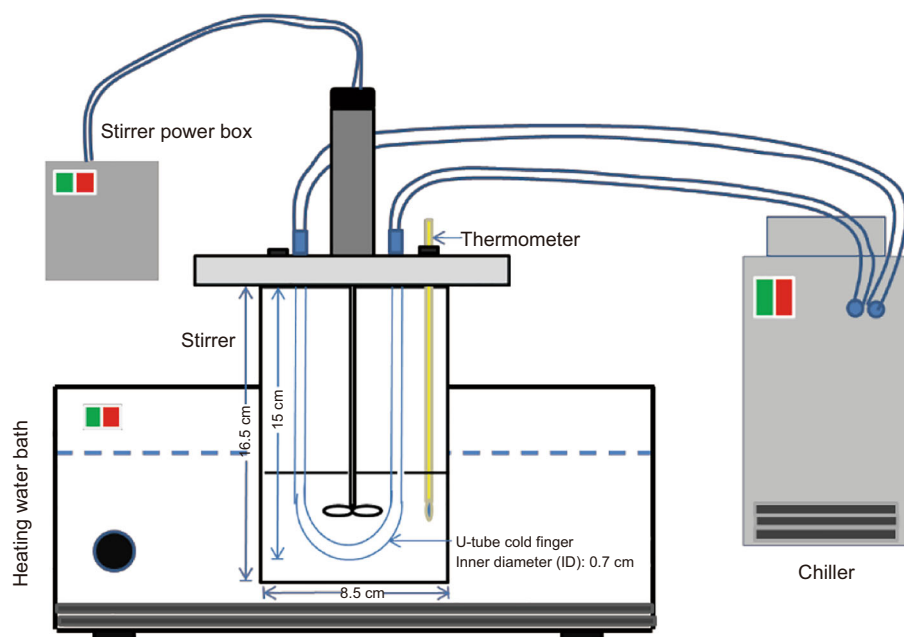 Stirrer power box
Thermometer
Stirrer
16.5 cm
15 cm
Heating water bath
U-tube cold finger
Inner diameter (ID): 0.7 cm
8.5 cm
Chiller